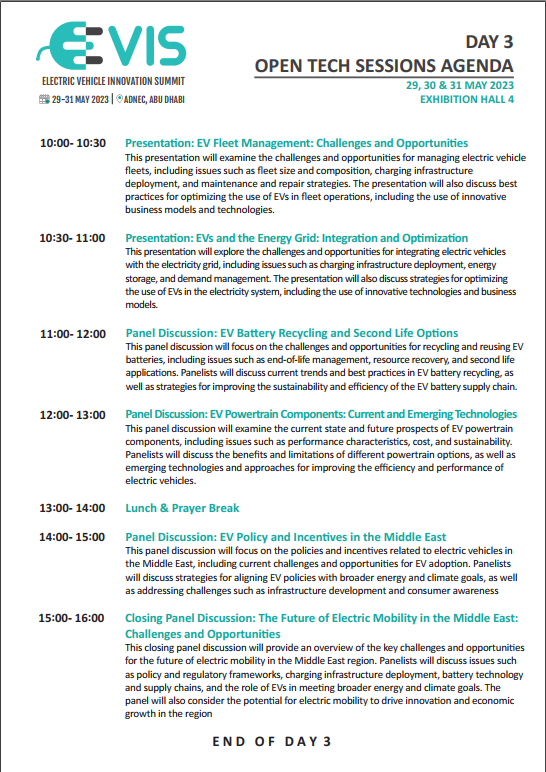 EVIS
ELECTRIC VEHICLE INNOVATION SUMMIT
29-31 MAY 2023 | ADNEC, ABU DHABI
DAY 3
OPEN TECH SESSIONS AGENDA
29, 30 & 31 MAY 2023
EXHIBITION HALL 4
10:00- 10:30 Presentation: EV Fleet Management: Challenges and Opportunities
This presentation will examine the challenges and opportunities for managing electric vehicle
fleets, including issues such as fleet size and composition, charging infrastructure
deployment, and maintenance and repair strategies. The presentation will also discuss best
practices for optimizing the use of EVs in fleet operations, including the use of innovative
business models and technologies.
10:30- 11:00 Presentation: EVs and the Energy Grid: Integration and Optimization
This presentation will explore the challenges and opportunities for integrating electric vehicles
with the electricity grid, including issues such as charging infrastructure deployment, energy
storage, and demand management. The presentation will also discuss strategies for optimizing
the use of EVs in the electricity system, including the use of innovative technologies and business
models.
11:00- 12:00 Panel Discussion: EV Battery Recycling and Second Life Options
This panel discussion will focus on the challenges and opportunities for recycling and reusing EV
batteries, including issues such as end-of-life management, resource recovery, and second life
applications. Panelists will discuss current trends and best practices in EV battery recycling, as
well as strategies for improving the sustainability and efficiency of the EV battery supply chain.
12:00- 13:00 Panel Discussion: EV Powertrain Components: Current and Emerging Technologies
This panel discussion will examine the current state and future prospects of EV powertrain
components, including issues such as performance characteristics, cost, and sustainability.
Panelists will discuss the benefits and limitations of different powertrain options, as well as
emerging technologies and approaches for improving the efficiency and performance of
electric vehicles.
13:00- 14:00 Lunch & Prayer Break
14:00- 15:00 Panel Discussion: EV Policy and Incentives in the Middle East
This panel discussion will focus on the policies and incentives related to electric vehicles in
the Middle East, including current challenges and opportunities for EV adoption. Panelists
will discuss strategies for aligning EV policies with broader energy and climate goals, as well
as addressing challenges such as infrastructure development and consumer awareness
15:00- 16:00 Closing Panel Discussion: The Future of Electric Mobility in the Middle East:
Challenges and Opportunities
This closing panel discussion will provide an overview of the key challenges and opportunities
for the future of electric mobility in the Middle East region. Panelists will discuss issues such
as policy and regulatory frameworks, charging infrastructure deployment, battery technology
and supply chains, and the role of EVs in meeting broader energy and climate goals. The
panel will also consider the potential for electric mobility to drive innovation and economic
growth in the region
END OF DAY 3